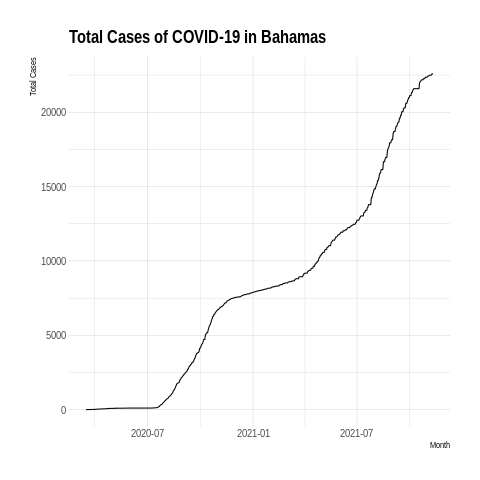 Total Cases of COVID-19 in Bahamas
Total Cases
20000
15000
10000
5000
0
2020-07 2021-01 2021-07
Month